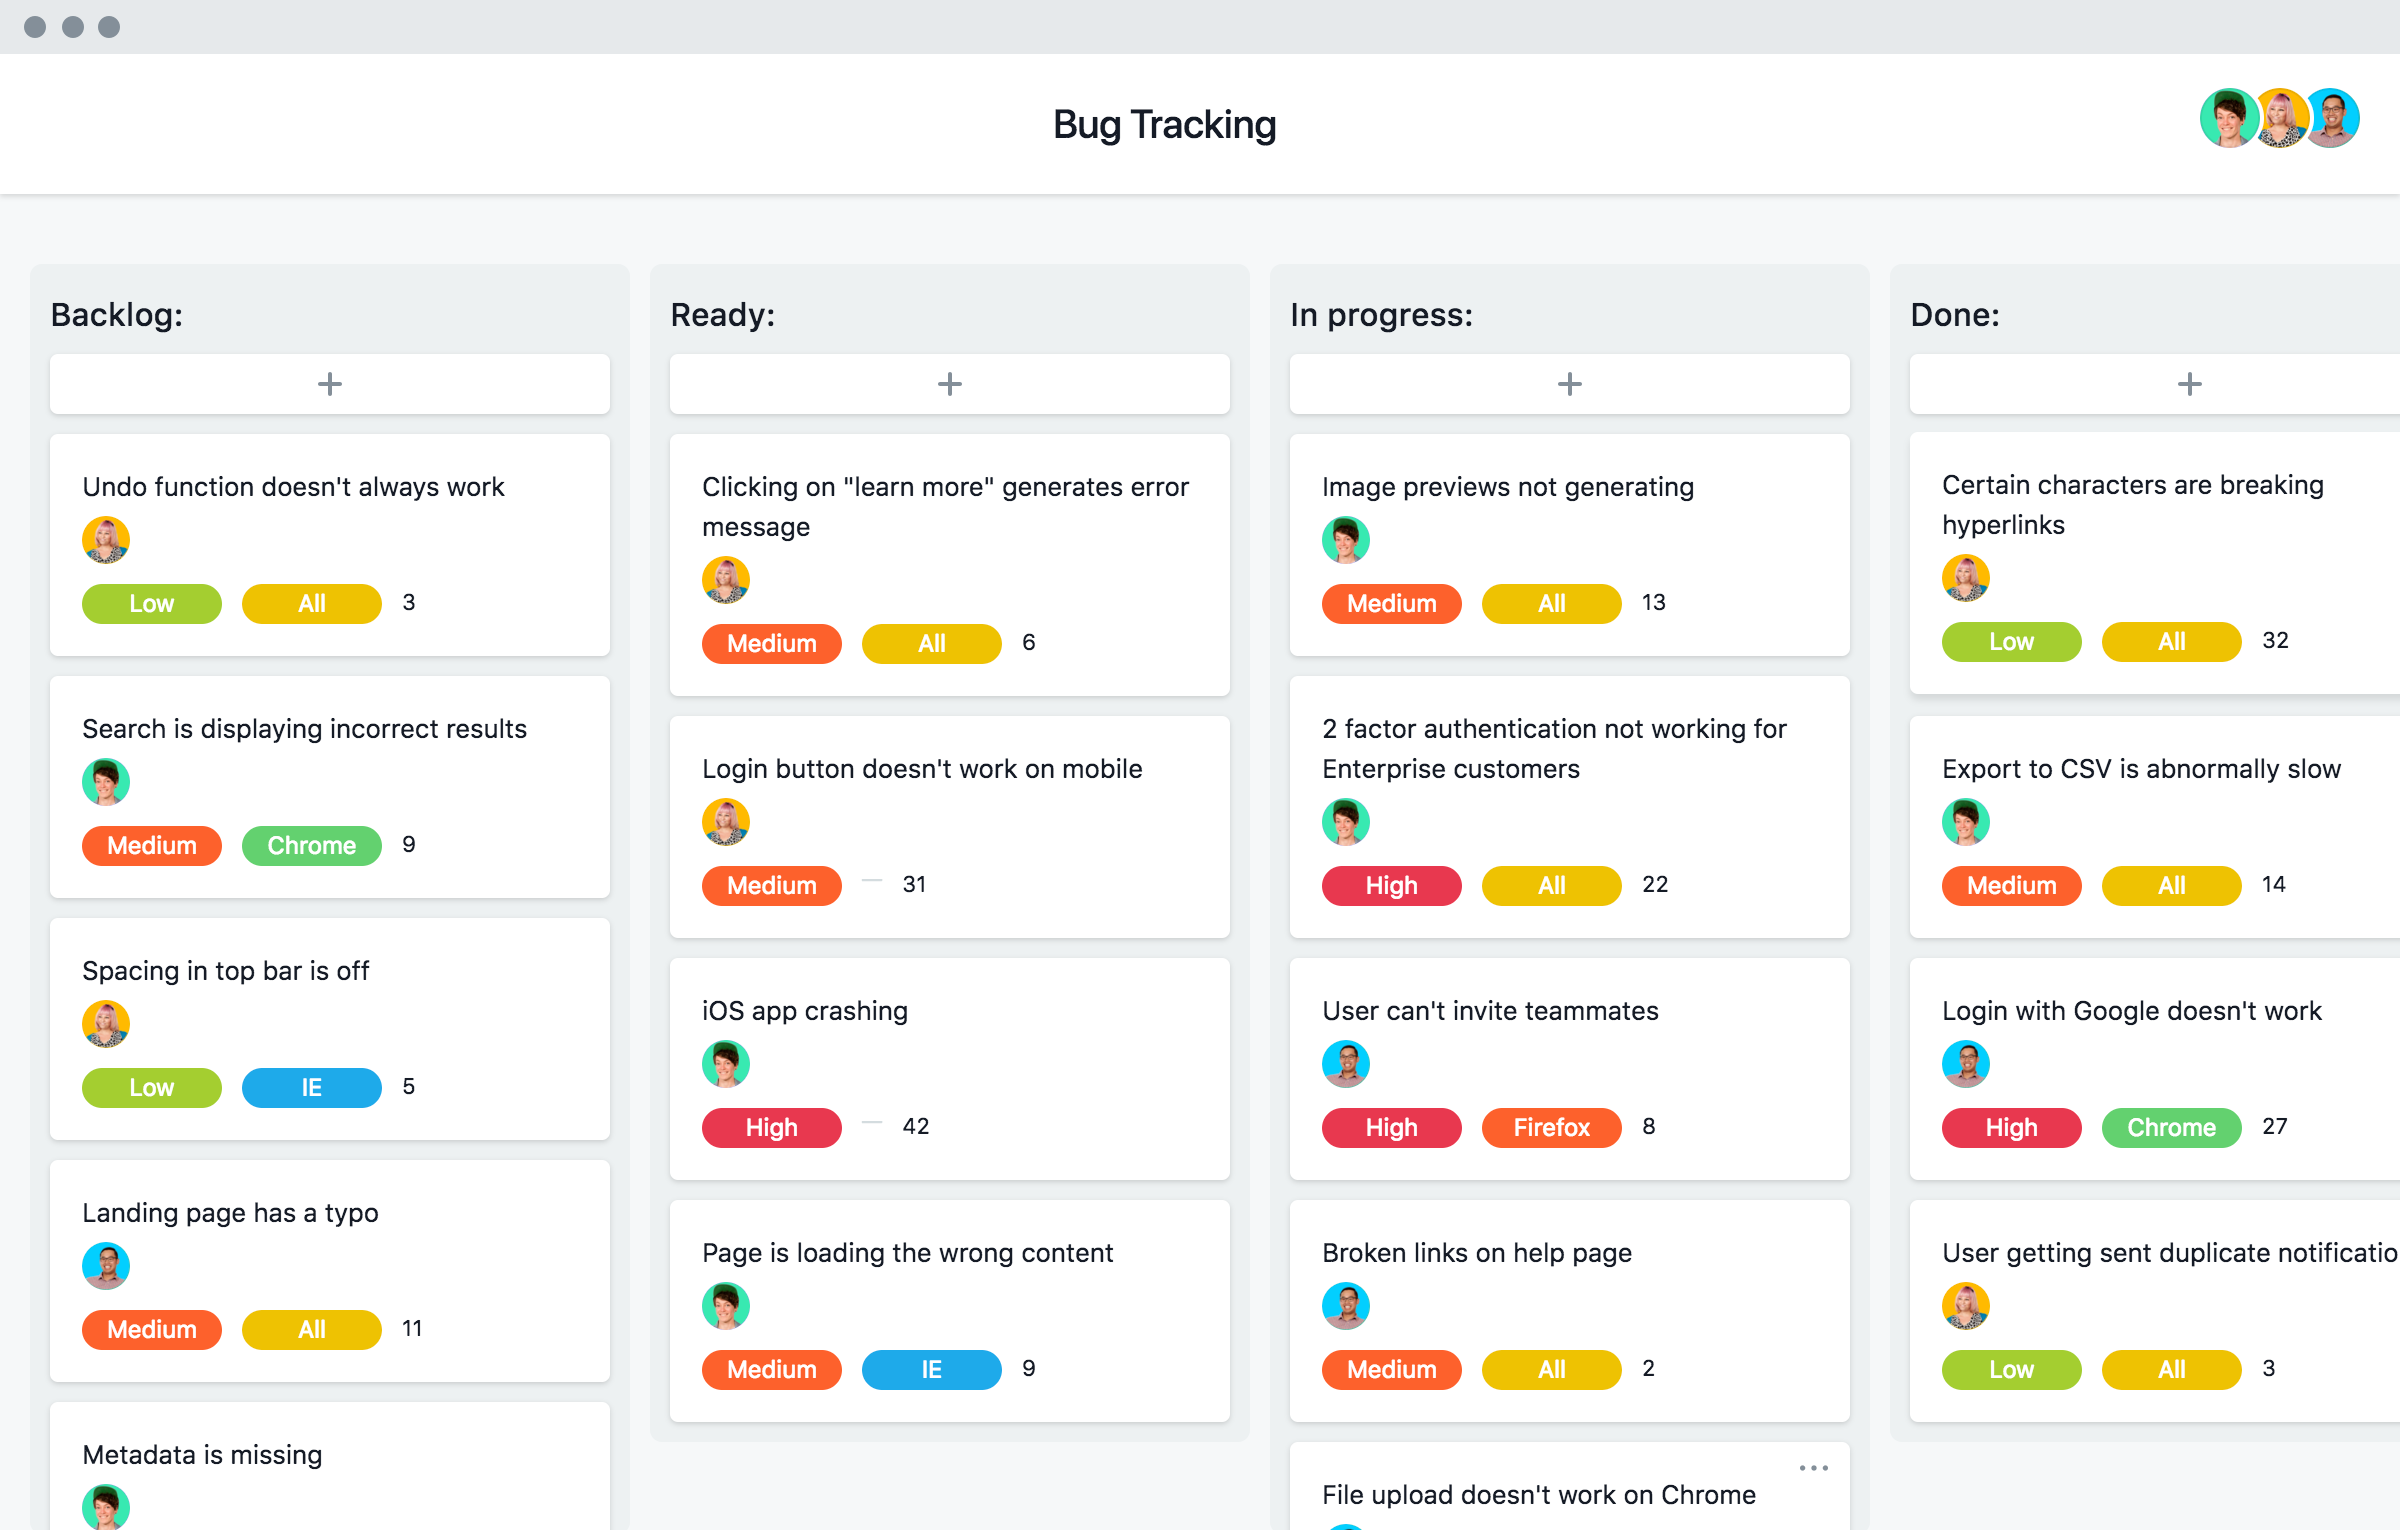 Bug Tracking
Backlog:
Undo function doesn't always work
Low All 3
Search is displaying incorrect results
Medium Chrome 9
Spacing in top bar is off
Low IE 5
Landing page has a typo
Medium All 11
Metadata is missing
Ready:
Clicking on "learn more" generates error
message
Medium All 6
Login button doesn't work on mobile
Medium — 31
iOS app crashing
High — 42
Page is loading the wrong content
Medium IE 9
In progress:
Image previews not generating
Medium All 13
2 factor authentication not working for
Enterprise customers
High All 22
User can't invite teammates
High Firefox 8
Broken links on help page
Medium All 2
File upload doesn't work on Chrome
Done:
Certain characters are breaking
hyperlinks
Low All 32
Export to CSV is abnormally slow
Medium All 14
Login with Google doesn't work
High Chrome 27
User getting sent duplicate notificatio
Low All 3